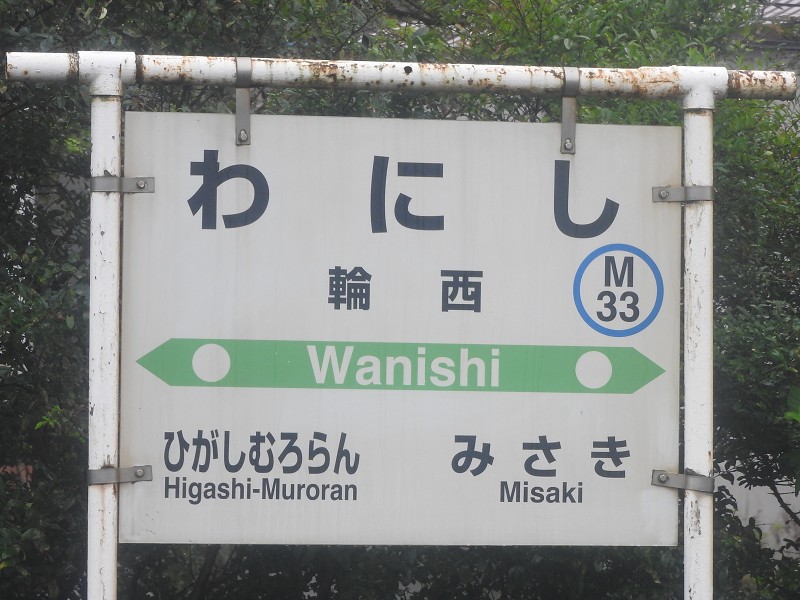 わにし
輪西
M
33
Wanishi
ひがしむろらん
Higashi-Muroran
みさき
Misaki